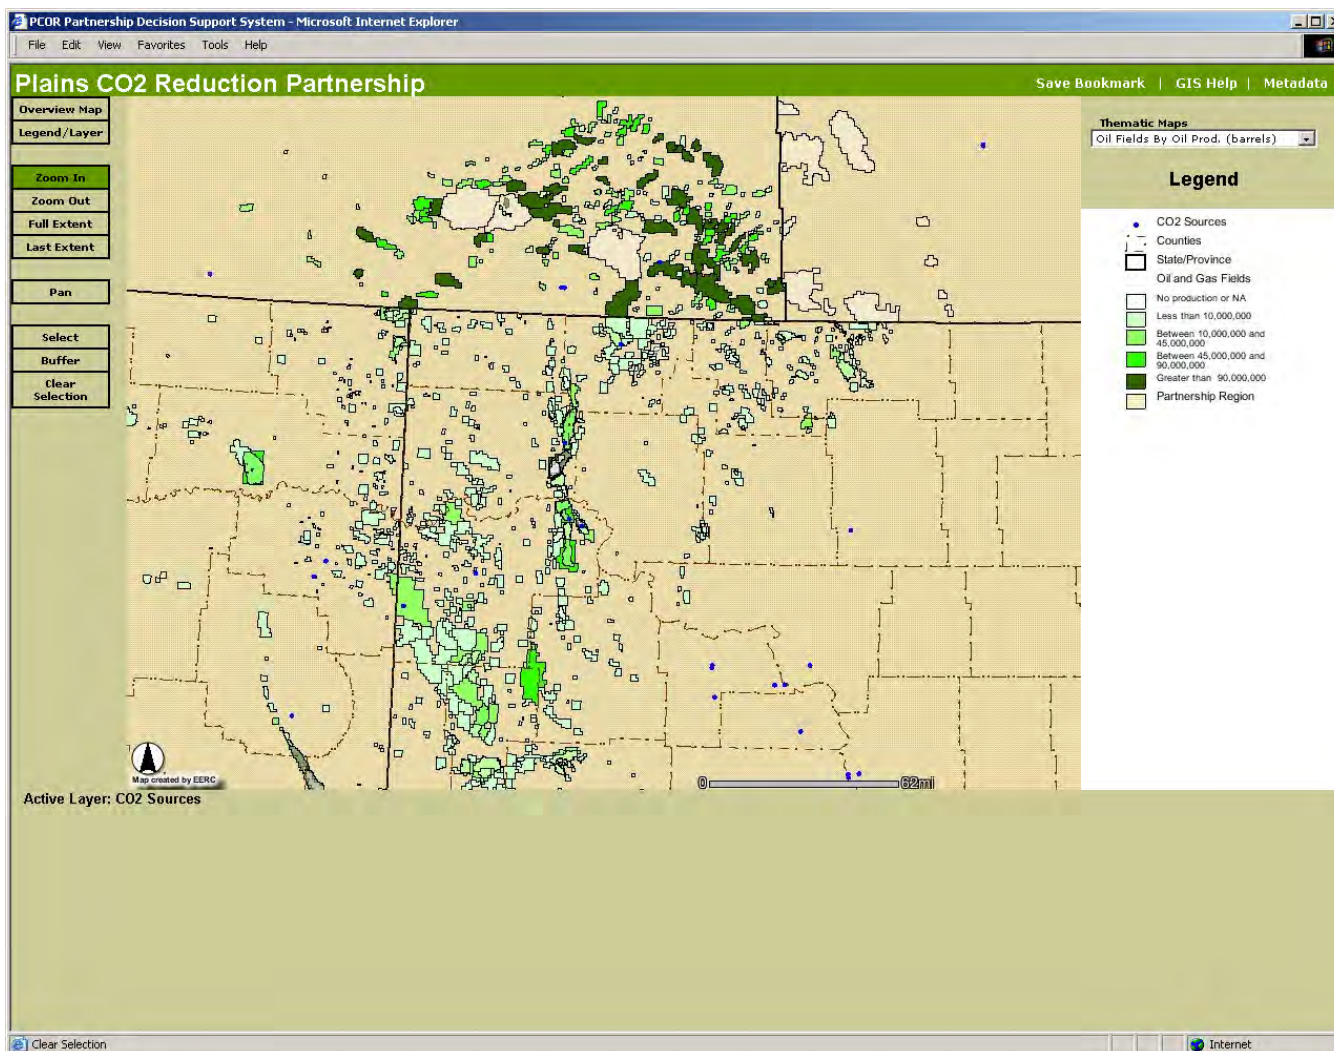 PCOR Partnership Decision Support System - Microsoft Internet Explorer
File Edit View Favorites Tools Help
Plains CO2 Reduction Partnership
Save Bookmark | GIS Help | Metadata
Overview Map
Legend/Layer
Zoom In
Zoom Out
Full Extent
Last Extent
Pan
Select
Buffer
Clear
Selection
Thematic Maps
Oil Fields By Oil Prod. (barrels)
Legend
CO2 Sources
Counties
State/Province
Oil and Gas Fields
No production or NA
Less than 10,000,000
Between 10,000,000 and
45,000,000
Between 45,000,000 and
90,000,000
Greater than 90,000,000
Partnership Region
Map created by EERC
0 62mi
Active Layer: CO2 Sources
Clear Selection
Internet